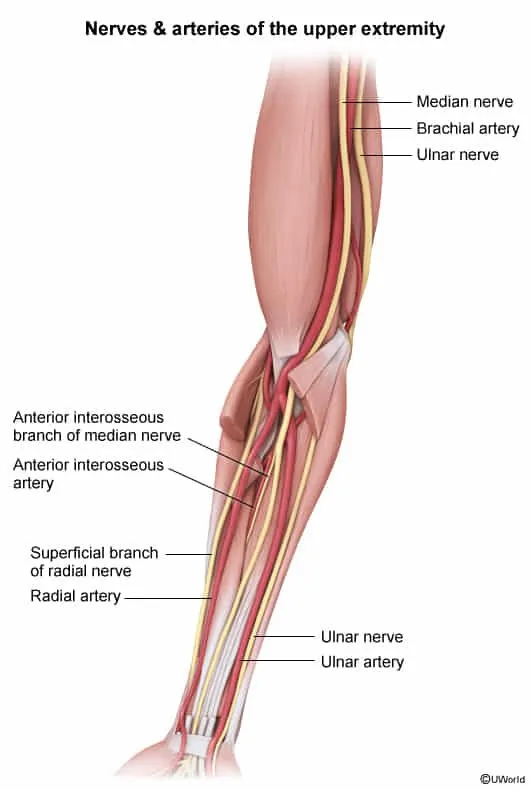 Nerves & arteries of the upper extremity
Median nerve
Brachial artery
Ulnar nerve
Anterior interosseous
branch of median nerve
Anterior interosseous
artery
Superficial branch
of radial nerve
Radial artery
Ulnar nerve
Ulnar artery
©UWorld